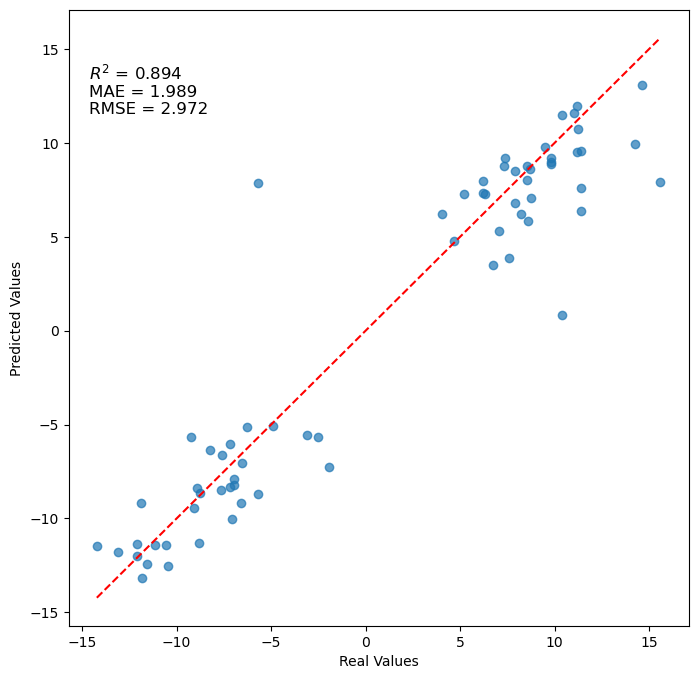 R² = 0.894
MAE = 1.989
RMSE = 2.972
15
10
5
0
−5
−10
−15
Predicted Values
−15 −10 −5 0 5 10 15
Real Values